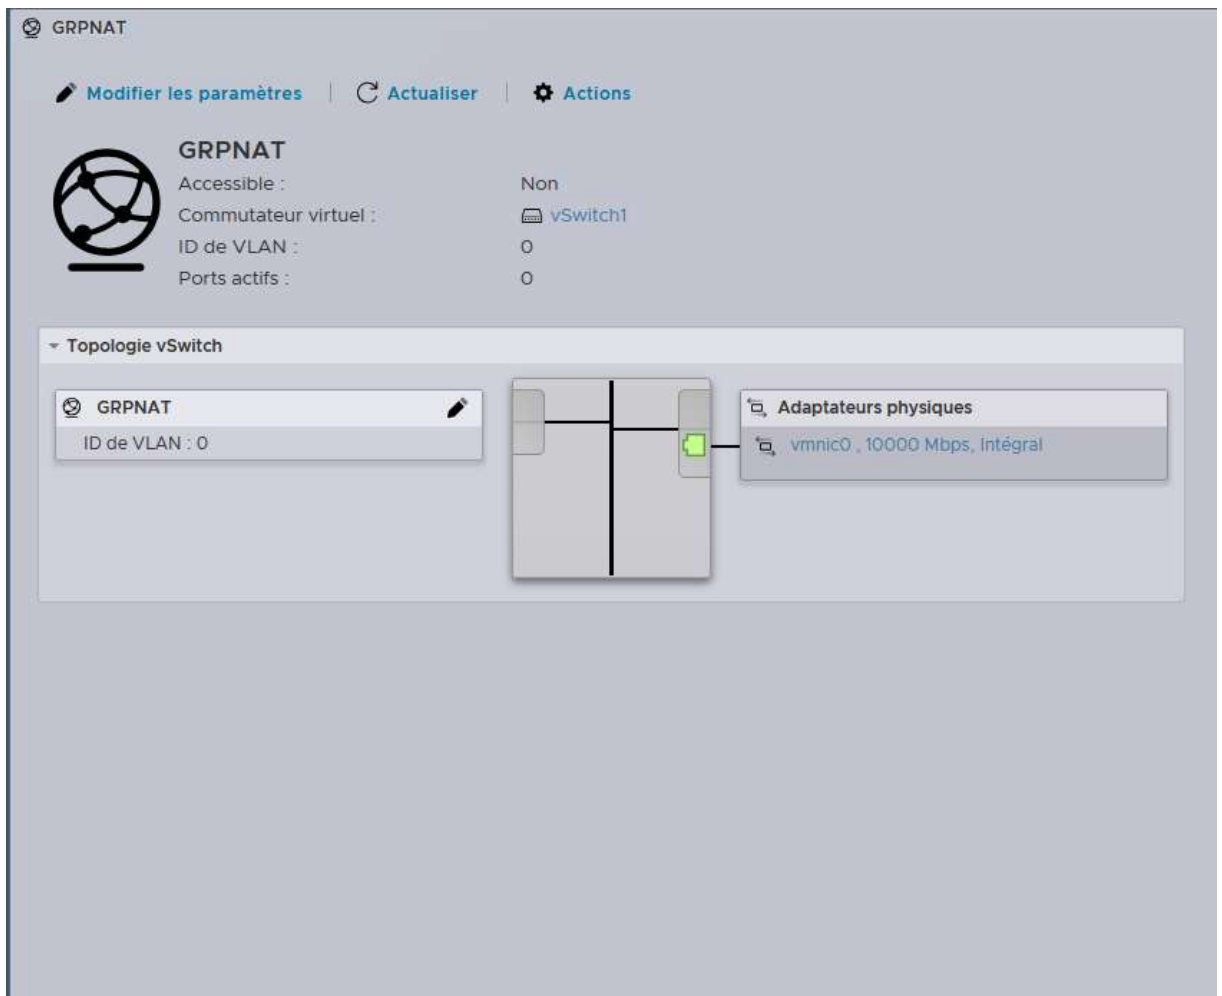 GRPNAT
Modifier les paramètres | Actualiser | Actions
GRPNAT
Accessible : Non
Commutateur virtuel : vSwitch1
ID de VLAN : 0
Ports actifs : 0
Topologie vSwitch
GRPNAT
ID de VLAN : 0
Adaptateurs physiques
vmnic0 , 10000 Mbps, Intégral